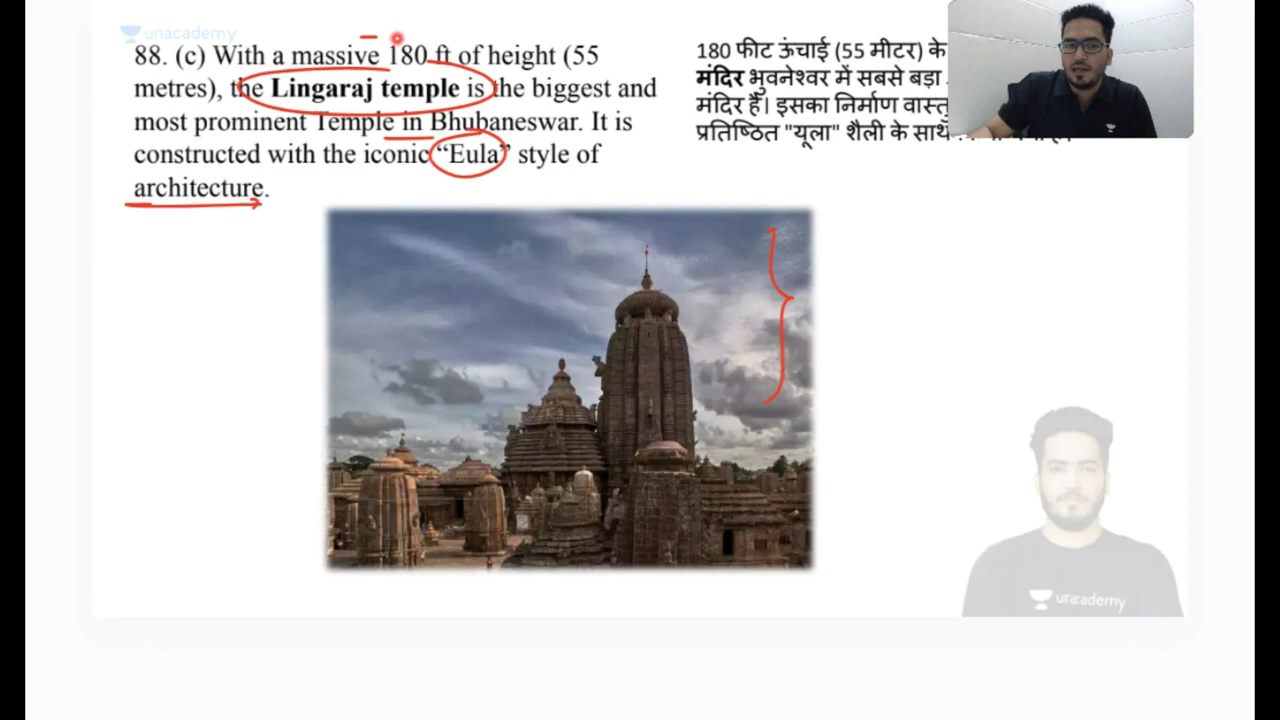 unacademy
88. (c) With a massive 180 ft of height (55
metres), the Lingaraj temple is the biggest and
most prominent Temple in Bhubaneswar. It is
constructed with the iconic “Eula” style of
architecture.
180 फीट ऊंचाई (55 मीटर) के
मंदिर भुवनेश्वर में सबसे बड़ा
मंदिर है। इसका निर्माण
प्रतिष्ठित "यूला" शैली के साथ
unacademy